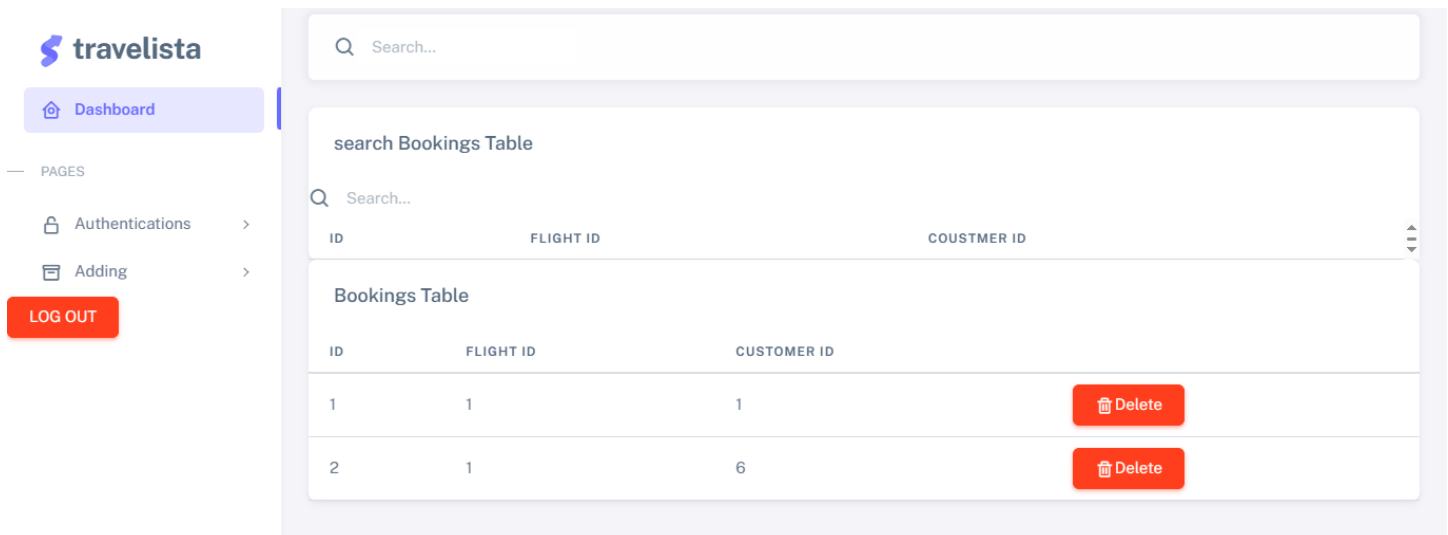 travelista
Dashboard
PAGES
Authentications
Adding
LOG OUT
Search...
search Bookings Table
Search...
ID FLIGHT ID COUSTMER ID
Bookings Table
ID FLIGHT ID CUSTOMER ID
1 1 1 Delete
2 1 6 Delete